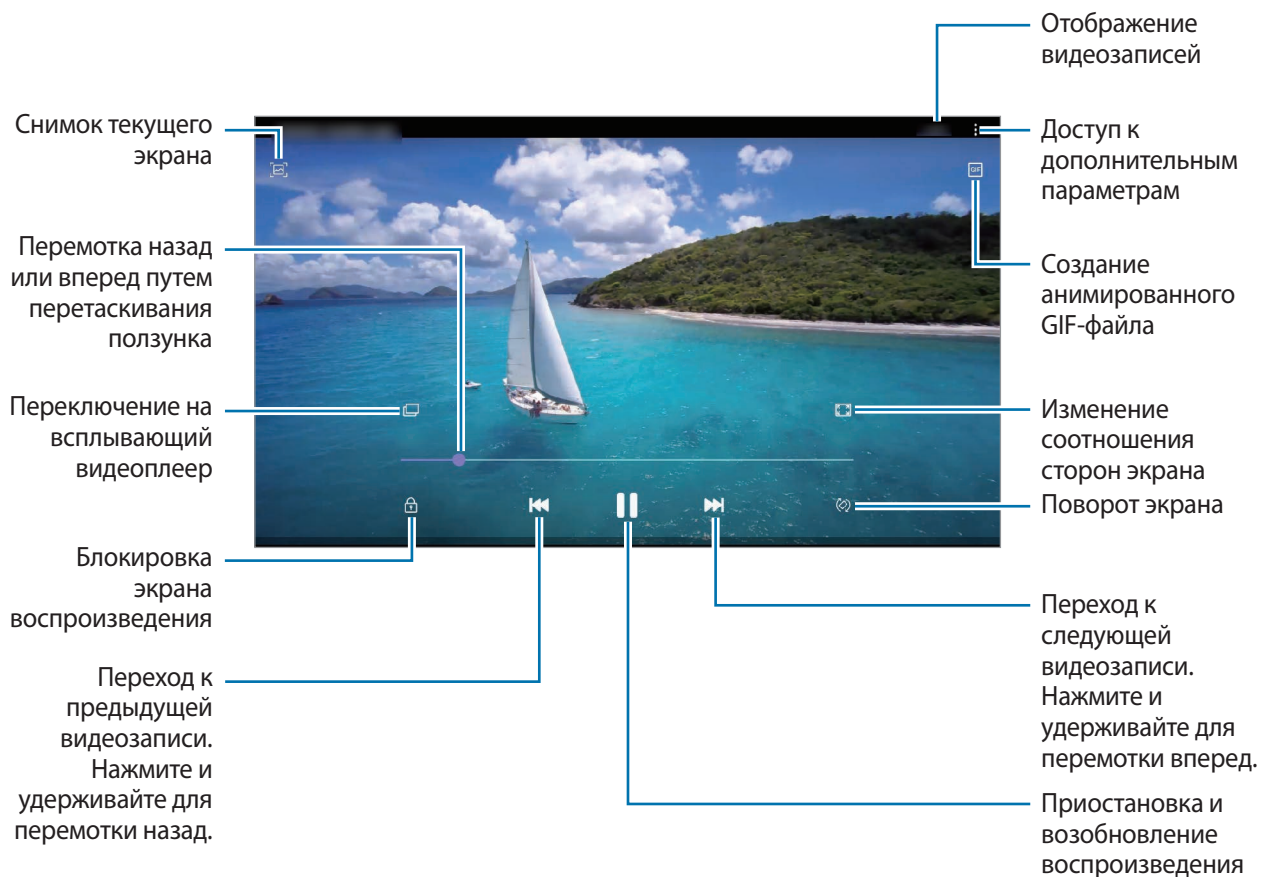 Отображение
видеозаписей
Снимок текущего
экрана
Доступ к
дополнительным
параметрам
GIF
Перемотка назад
или вперед путем
перетаскивания
ползунка
Создание
анимированного
GIF-файла
Переключение на
всплывающий
видеоплеер
Изменение
соотношения
сторон экрана
Поворот экрана
Блокировка
экрана
воспроизведения
Переход к
следующей
видеозаписи.
Нажмите и
удерживайте для
перемотки вперед.
Переход к
предыдущей
видеозаписи.
Нажмите и
удерживайте для
перемотки назад.
Приостановка и
возобновление
воспроизведения